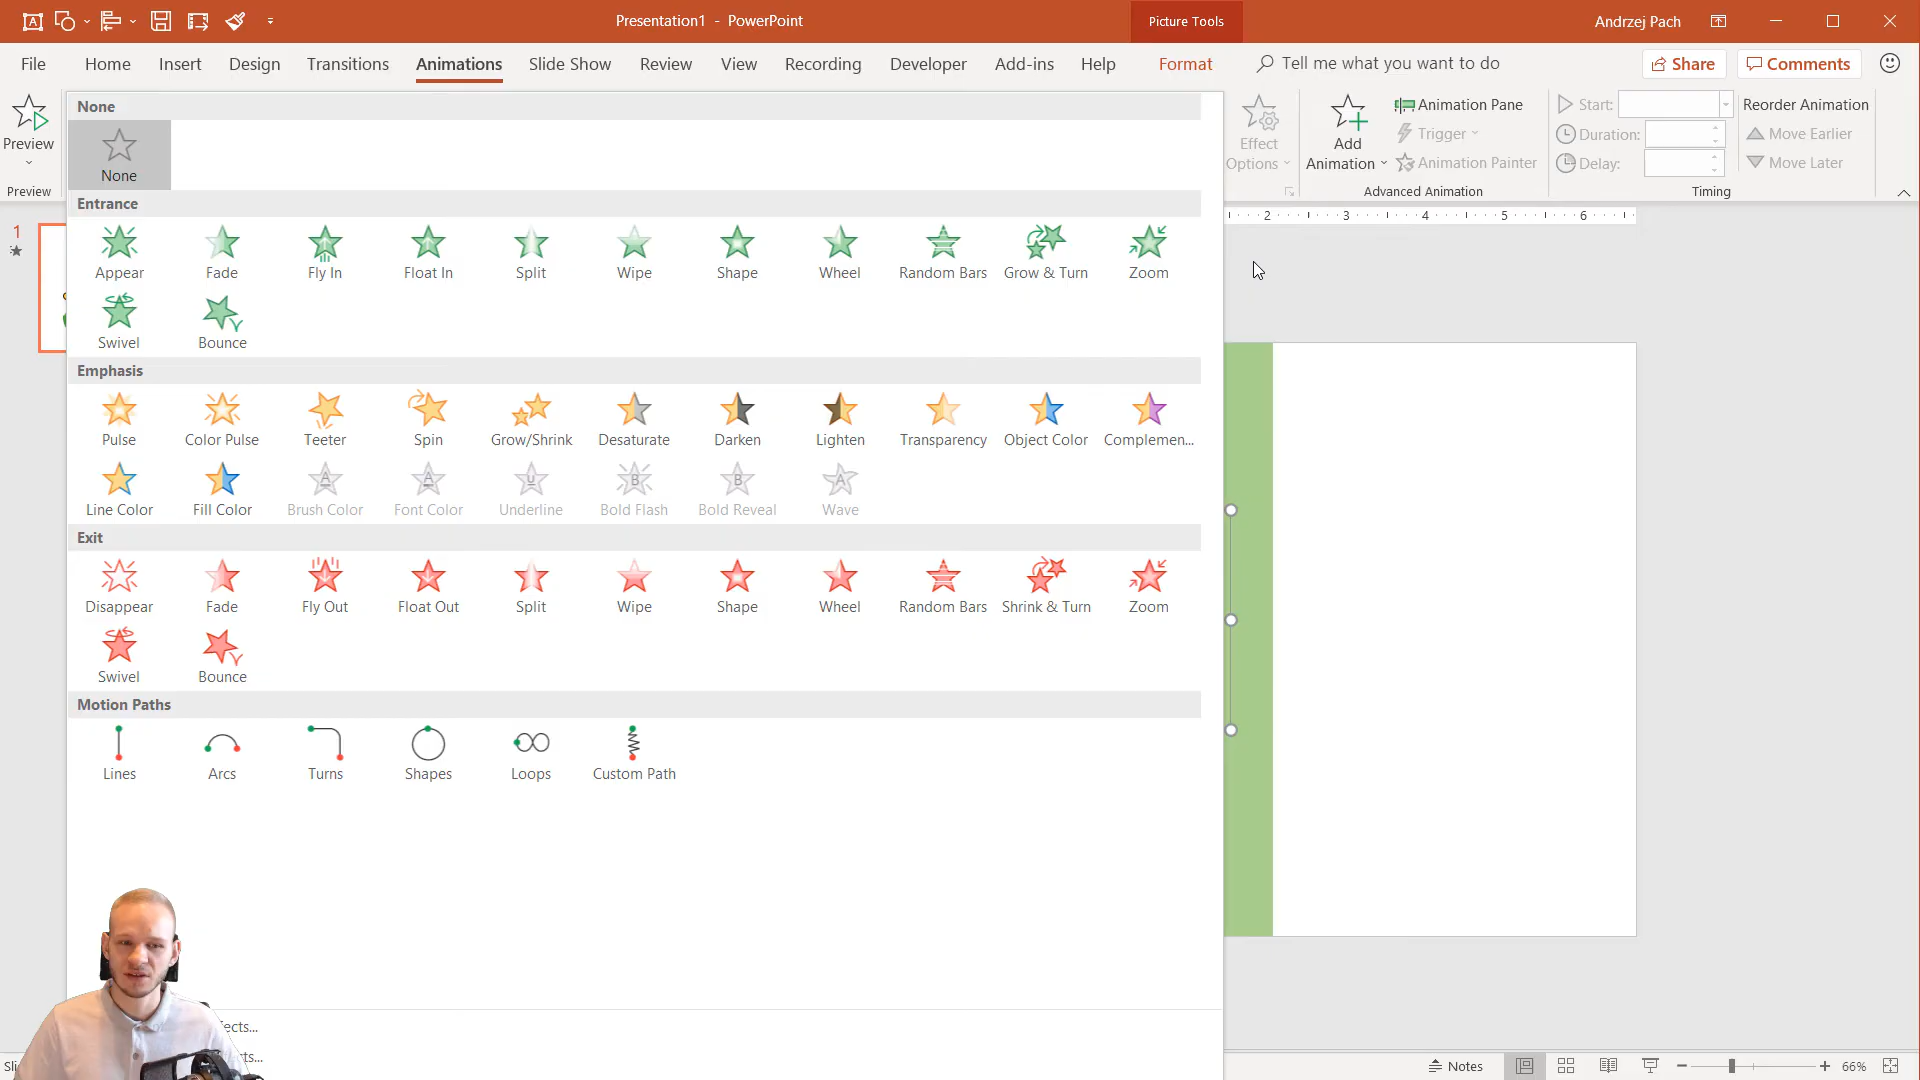 Presentation1 - PowerPoint
Picture Tools
Andrzej Pach
File Home Insert Design Transitions Animations Slide Show Review View Recording Developer Add-ins Help Format Tell me what you want to do Share Comments
Preview
Preview
None
None
Entrance
Appear Fade Fly In Float In Split Wipe Shape Wheel Random Bars Grow & Turn Zoom
Swivel Bounce
Emphasis
Pulse Color Pulse Teeter Spin Grow/Shrink Desaturate Darken Lighten Transparency Object Color Complemen...
Line Color Fill Color Brush Color Font Color Underline Bold Flash Bold Reveal Wave
Exit
Disappear Fade Fly Out Float Out Split Wipe Shape Wheel Random Bars Shrink & Turn Zoom
Swivel Bounce
Motion Paths
Lines Arcs Turns Shapes Loops Custom Path
Effect
Options
Add
Animation
Animation Pane
Trigger
Animation Painter
Advanced Animation
Start:
Duration:
Delay:
Reorder Animation
Move Earlier
Move Later
Timing
2 3 4 5 6
1
Notes
66%